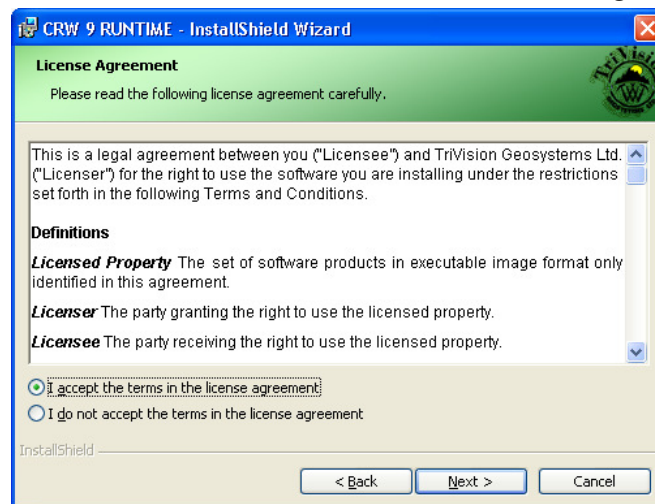 CRW 9 RUNTIME - InstallShield Wizard
License Agreement
Please read the following license agreement carefully.
TriVision
W
This is a legal agreement between you ("Licensee") and TriVision Geosystems Ltd.
("Licenser") for the right to use the software you are installing under the restrictions
set forth in the following Terms and Conditions.
Definitions
Licensed Property The set of software products in executable image format only
identified in this agreement.
Licenser The party granting the right to use the licensed property.
Licensee The party receiving the right to use the licensed property.
I accept the terms in the license agreement
I do not accept the terms in the license agreement
InstallShield
< Back
Next >
Cancel